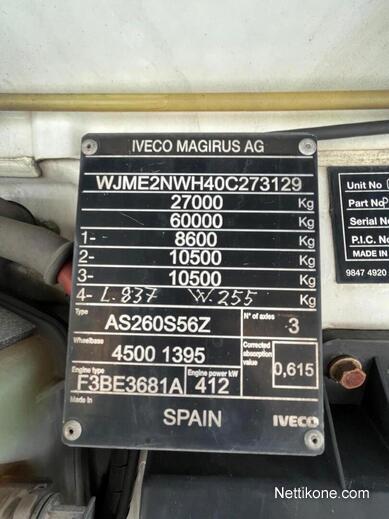 IVECO MAGIRUS AG
WJME2NWH40C273129
27000 Kg
60000 Kg
1- 8600 Kg
2- 10500 Kg
3- 10500 Kg
4- L.837 W.255 Kg
Type AS260S56Z N° of axles 3
Wheelbase 4500 1395 Corrected absorption value 0,615
Engine type F3BE3681A Engine power kW 412
Made in SPAIN IVECO
Unit No
Part No
Serial No
P.I.C. No
MADE IN
9847 4920
Nettikone.com